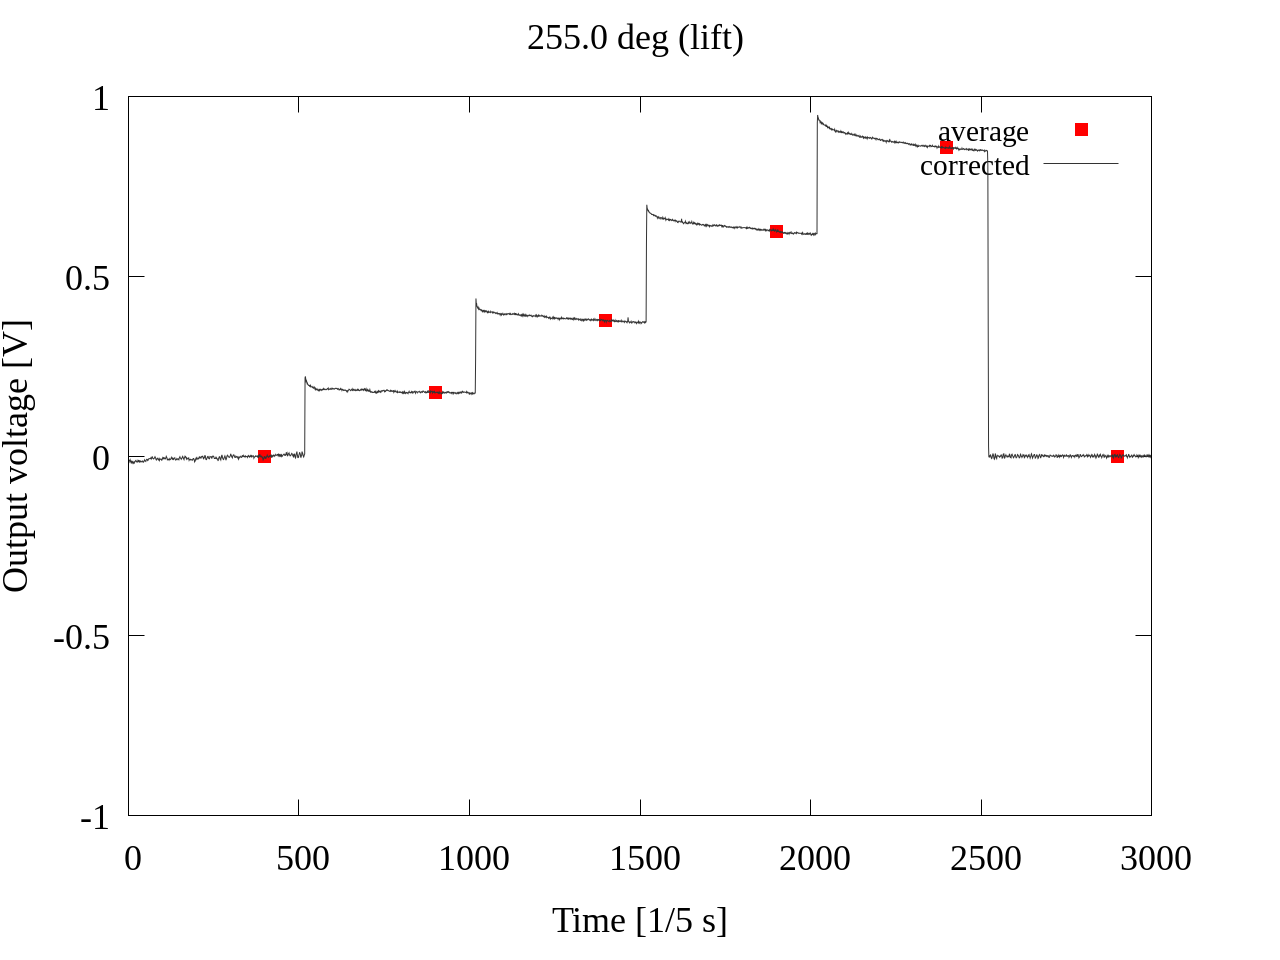 255.0 deg (lift)
1
0.5
0
-0.5
-1
Output voltage [V]
average
corrected
0 500 1000 1500 2000 2500 3000
Time [1/5 s]